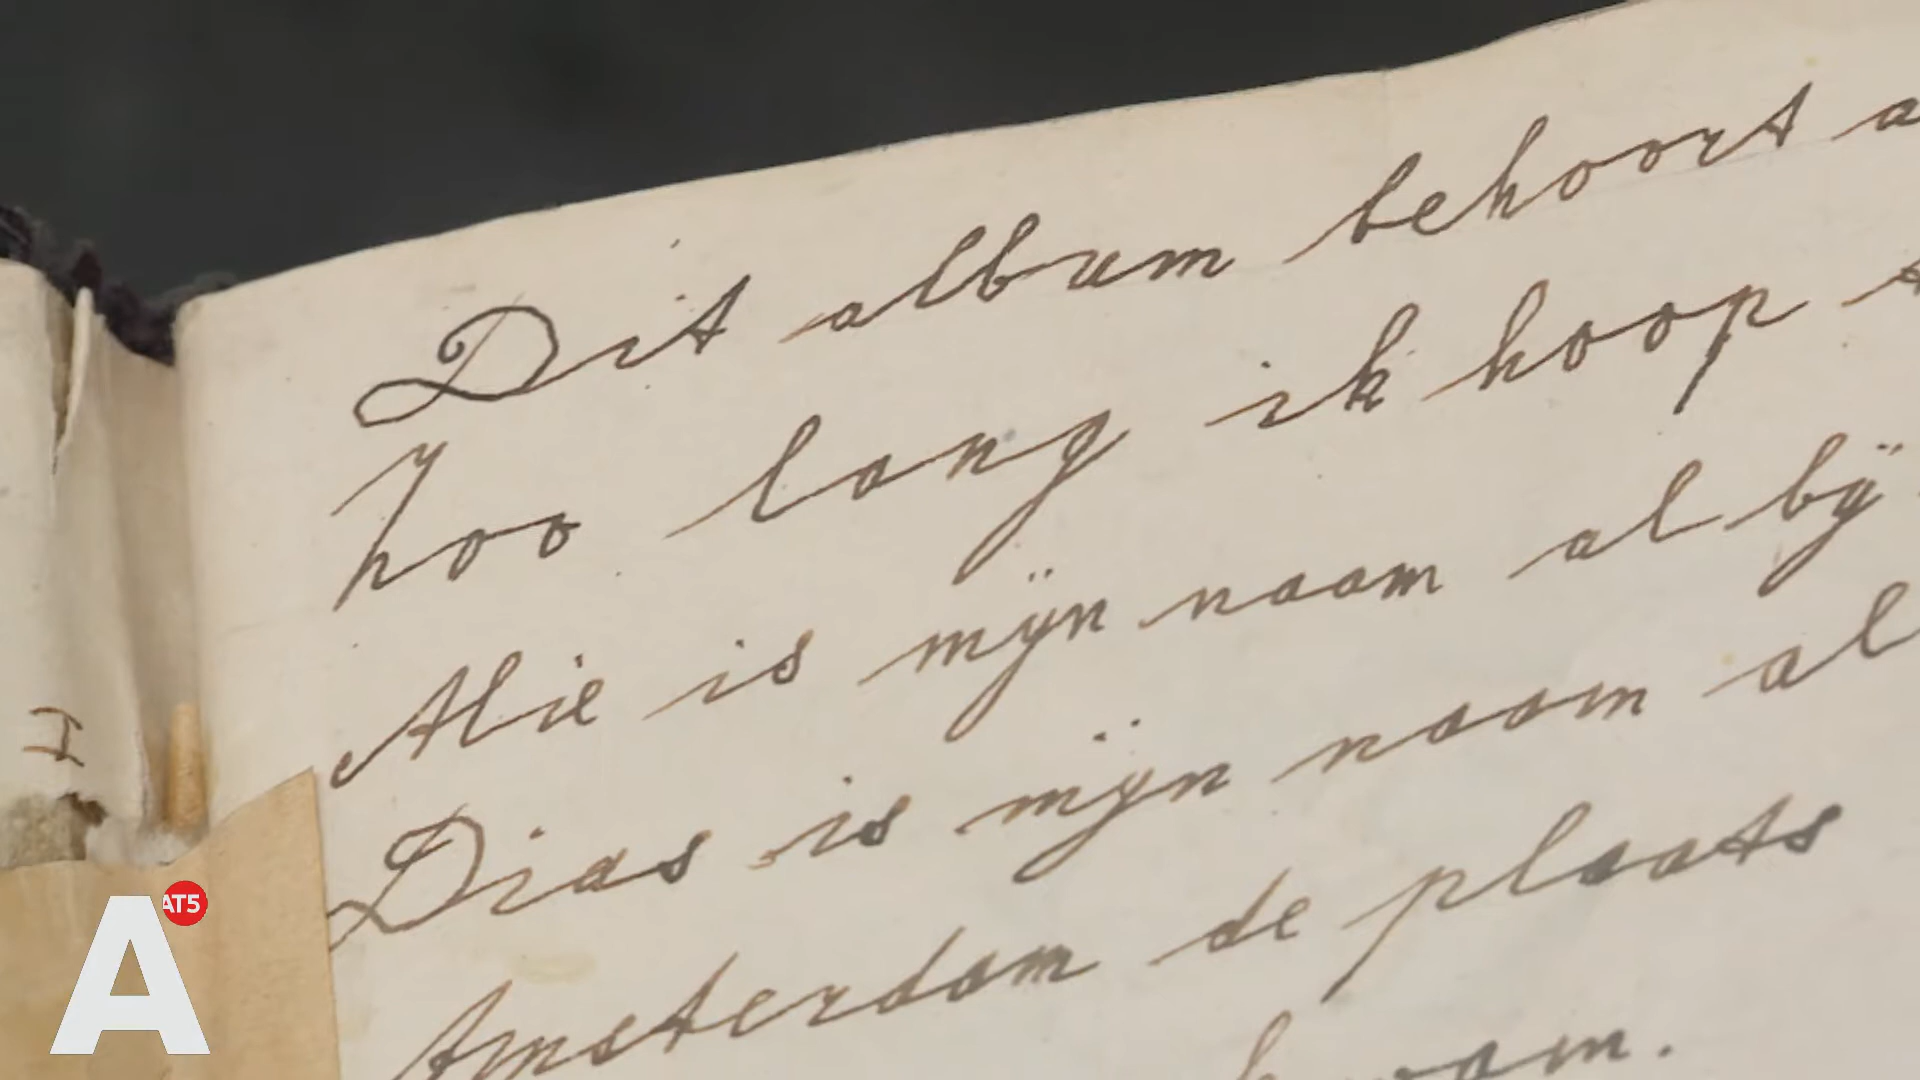 Dit album behoort a
Zoo lang ik hoop t
Alie is mijn naam al bij
Dias is mijn naam al
Amsterdam de plaats
kwam.
H
A AT5